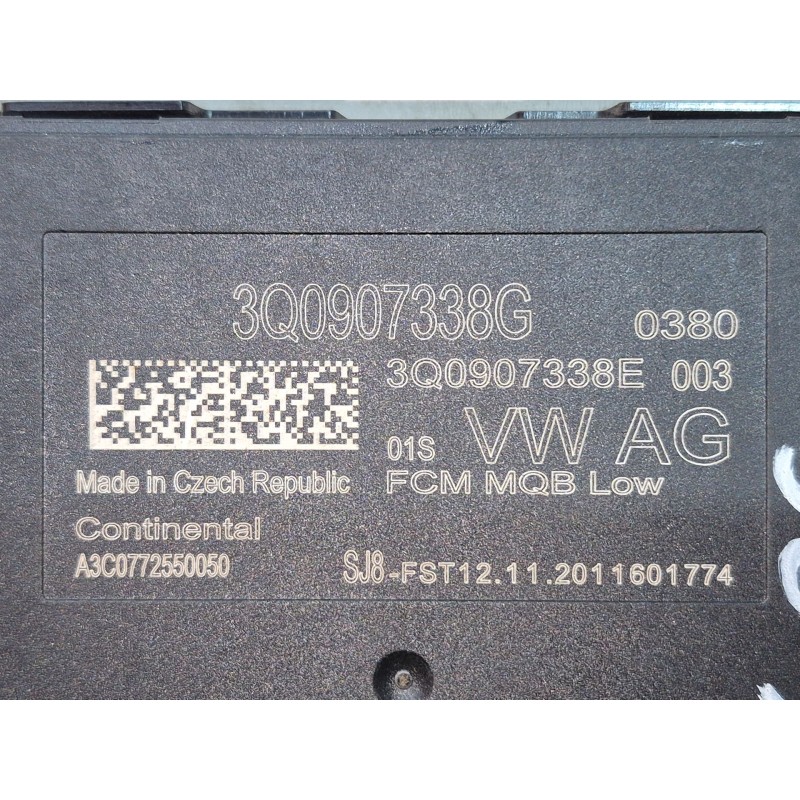 3Q0907338G 0380
3Q0907338E 003
01S VW AG
Made in Czech Republic FCM MQB Low
Continental
A3C0772550050 SJ8-FST12.11.2011601774